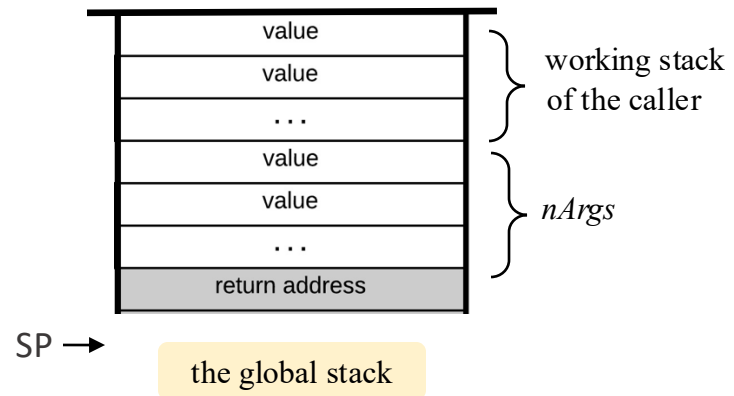 value
value
...
working stack
of the caller
value
value
...
nArgs
return address
SP
the global stack